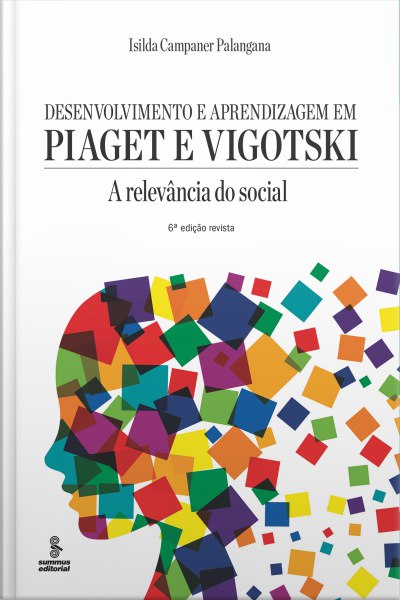 Isilda Campaner Palangana
DESENVOLVIMENTO E APRENDIZAGEM EM
PIAGET E VIGOTSKI
A relevância do social
6ª edição revista
summus
editorial